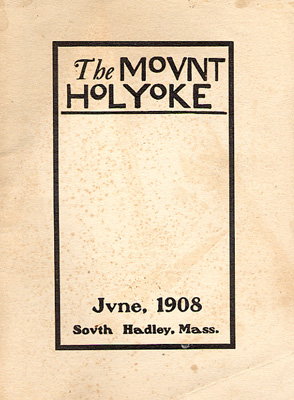 The MOVNT
HOLYOKE
Jvne, 1908
Sovth Hadley, Mass.